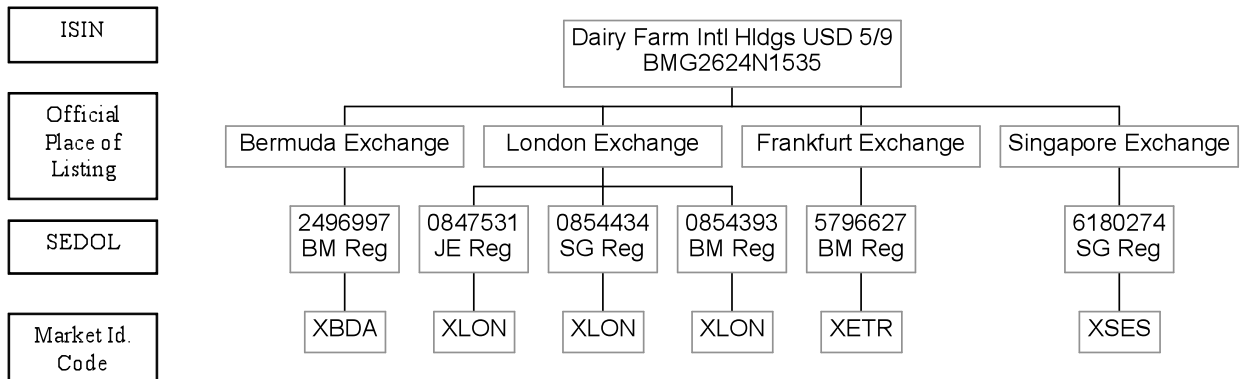 ISIN
Dairy Farm Intl Hldgs USD 5/9
BMG2624N1535
Official
Place of
Listing
Bermuda Exchange
London Exchange
Frankfurt Exchange
Singapore Exchange
SEDOL
2496997
BM Reg
0847531
JE Reg
0854434
SG Reg
0854393
BM Reg
5796627
BM Reg
6180274
SG Reg
Market Id.
Code
XBDA
XLON
XLON
XLON
XETR
XSES